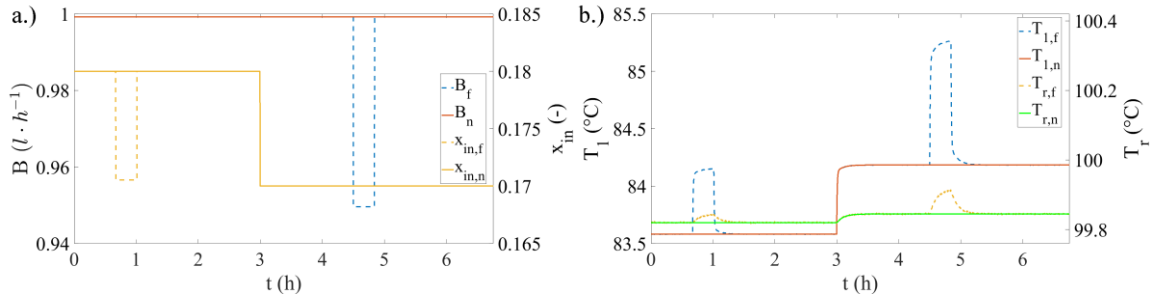 a.)
1
0.98
0.96
0.94
B (l · h⁻¹)
0 1 2 3 4 5 6
t (h)
0.185
0.180
0.175
0.170
0.165
x_in (-)
B_f
B_n
x_in,f
x_in,n
b.)
85.5
85
84.5
84
83.5
T_1 (°C)
0 1 2 3 4 5 6
t (h)
100.4
100.2
100
99.8
T_r (°C)
T_1,f
T_1,n
T_r,f
T_r,n